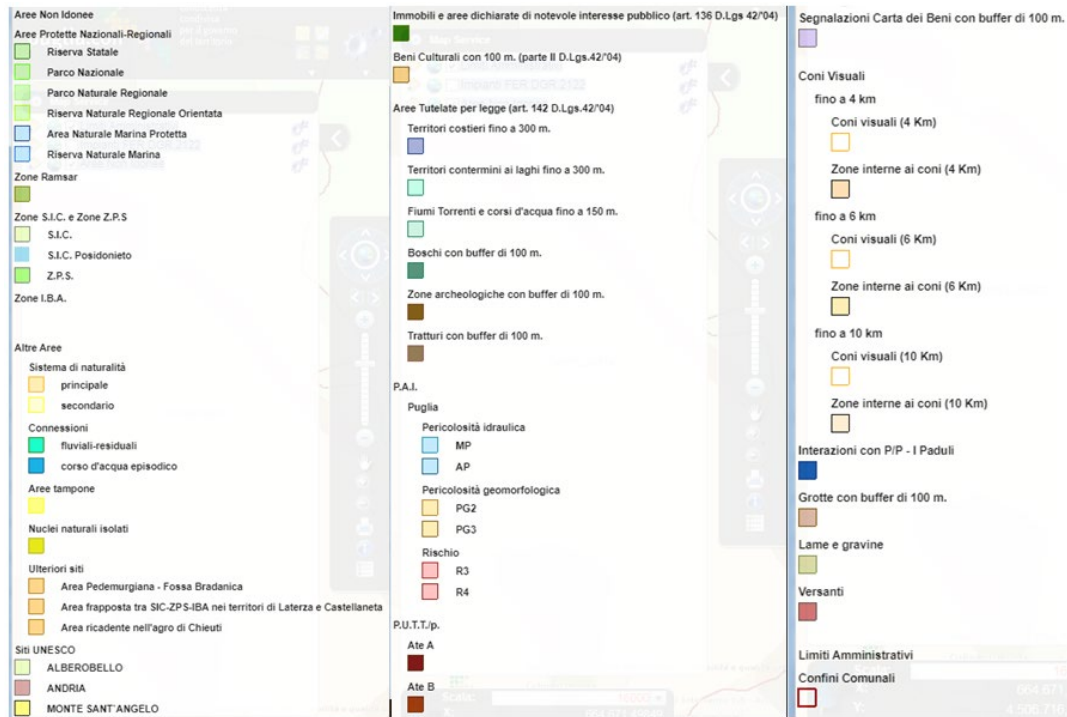 Aree Non Idonee
Aree Protette Nazionali-Regionali
Riserva Statale
Parco Nazionale
Parco Naturale Regionale
Riserva Naturale Regionale Orientata
Area Naturale Marina Protetta
Riserva Naturale Marina
Zone Ramsar
Zone S.I.C. e Zone Z.P.S
S.I.C.
S.I.C. Posidonieto
Z.P.S.
Zone I.B.A.
Altre Aree
Sistema di naturalità
principale
secondario
Connessioni
fluviali-residuali
corso d'acqua episodico
Aree tampone
Nuclei naturali isolati
Ulteriori siti
Area Pedemurgiana - Fossa Bradanica
Area frapposta tra SIC-ZPS-IBA nei territori di Laterza e Castellaneta
Area ricadente nell'agro di Chieuti
Siti UNESCO
ALBEROBELLO
ANDRIA
MONTE SANT'ANGELO
Immobili e aree dichiarate di notevole interesse pubblico (art. 136 D.Lgs 42/'04)
Beni Culturali con 100 m. (parte II D.Lgs.42/'04)
Aree Tutelate per legge (art. 142 D.Lgs.42/'04)
Territori costieri fino a 300 m.
Territori contermini ai laghi fino a 300 m.
Fiumi Torrenti e corsi d'acqua fino a 150 m.
Boschi con buffer di 100 m.
Zone archeologiche con buffer di 100 m.
Tratturi con buffer di 100 m.
P.A.I.
Puglia
Pericolosità idraulica
MP
AP
Pericolosità geomorfologica
PG2
PG3
Rischio
R3
R4
P.U.T.T./p.
Ate A
Ate B
Segnalazioni Carta dei Beni con buffer di 100 m.
Coni Visuali
fino a 4 km
Coni visuali (4 Km)
Zone interne ai coni (4 Km)
fino a 6 km
Coni visuali (6 Km)
Zone interne ai coni (6 Km)
fino a 10 km
Coni visuali (10 Km)
Zone interne ai coni (10 Km)
Interazioni con P/P - I Paduli
Grotte con buffer di 100 m.
Lame e gravine
Versanti
Limiti Amministrativi
Confini Comunali